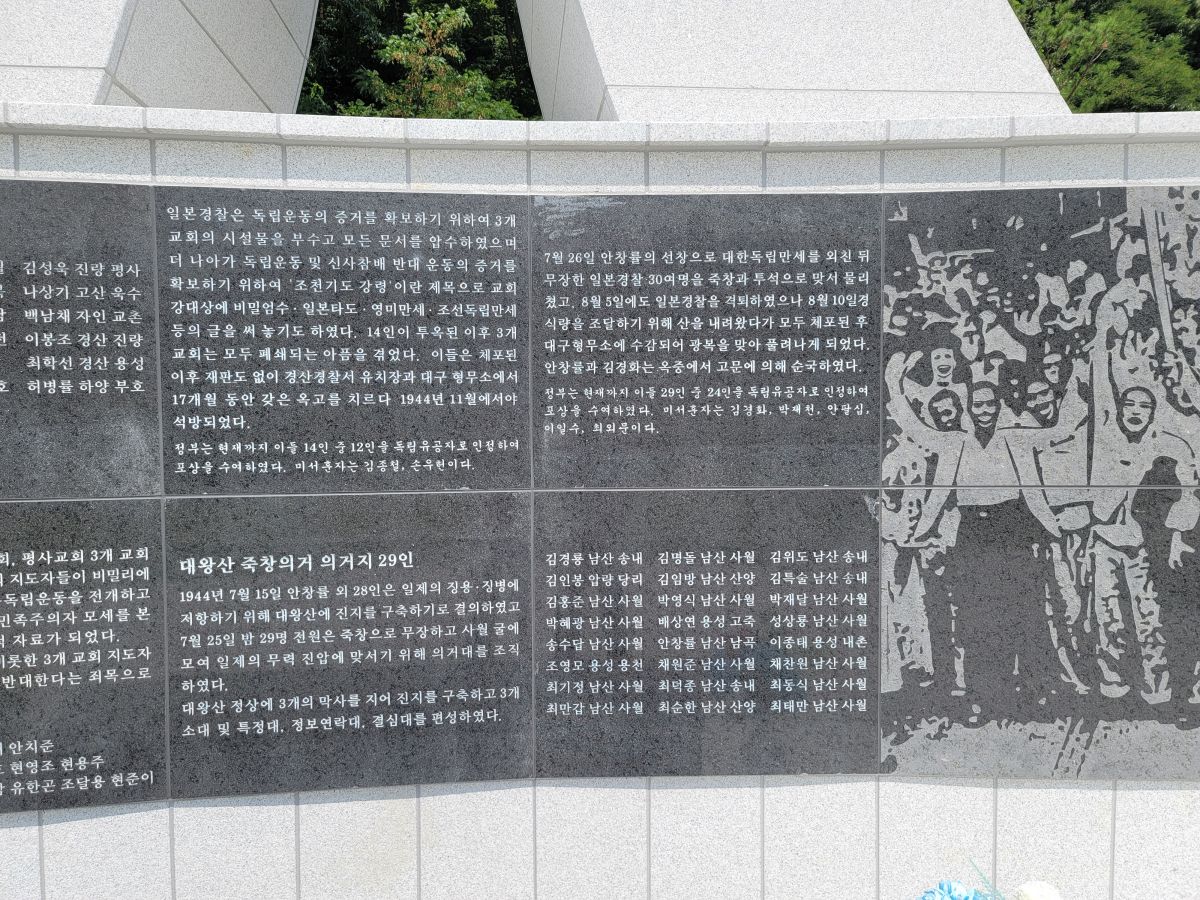 김성욱 진량 평사
나상기 고산 욱수
백남채 자인 교촌
이봉조 경산 진량
최학선 경산 용성
허병률 하양 부호
일본경찰은 독립운동의 증거를 확보하기 위하여 3개
교회의 시설물을 부수고 모든 문서를 압수하였으며
더 나아가 독립운동 및 신사참배 반대 운동의 증거를
확보하기 위하여 '조천기도 강령'이란 제목으로 교회
강대상에 비밀엄수·일본타도·영미만세·조선독립만세
등의 글을 써 놓기도 하였다. 14인이 투옥된 이후 3개
교회는 모두 폐쇄되는 아픔을 겪었다. 이들은 체포된
이후 재판도 없이 경산경찰서 유치장과 대구 형무소에서
17개월 동안 갖은 옥고를 치르다 1944년 11월에서야
석방되었다.
정부는 현재까지 이들 14인 중 12인을 독립유공자로 인정하여
포상을 수여하였다. 미서훈자는 김종철, 손우헌이다.
7월 26일 안창률의 선창으로 대한독립만세를 외친 뒤
무장한 일본경찰 30여명을 죽창과 투석으로 맞서 물리
쳤고, 8월 5일에도 일본경찰을 격퇴하였으나 8월 10일경
식량을 조달하기 위해 산을 내려왔다가 모두 체포된 후
대구형무소에 수감되어 광복을 맞아 풀려나게 되었다.
안창률과 김경화는 옥중에서 고문에 의해 순국하였다.
정부는 현재까지 이들 29인 중 24인을 독립유공자로 인정하여
포상을 수여하였다. 미서훈자는 김경화, 박재천, 안팔심,
이일수, 최외문이다.
평사교회 3개 교회
지도자들이 비밀리에
독립운동을 전개하고
민족주의자 모세를 본
자료가 되었다.
3개 교회 지도자
반대한다는 죄목으로
안치준
현영조 현용주
유한곤 조달용 현준이
대왕산 죽창의거 의거지 29인
1944년 7월 15일 안창률 외 28인은 일제의 징용·징병에
저항하기 위해 대왕산에 진지를 구축하기로 결의하였고
7월 25일 밤 29명 전원은 죽창으로 무장하고 사월 굴에
모여 일제의 무력 진압에 맞서기 위해 의거대를 조직
하였다.
대왕산 정상에 3개의 막사를 지어 진지를 구축하고 3개
소대 및 특정대, 정보연락대, 결심대를 편성하였다.
김경룡 남산 송내 김명돌 남산 사월 김위도 남산 송내
김인봉 압량 당리 김임방 남산 산양 김특술 남산 송내
김홍준 남산 사월 박영식 남산 사월 박재달 남산 사월
박혜광 남산 사월 배상연 용성 고죽 성상룡 남산 사월
송수답 남산 사월 안창률 남산 남곡 이종태 용성 내촌
조영모 용성 용천 채원준 남산 사월 채찬원 남산 사월
최기정 남산 사월 최덕종 남산 송내 최동식 남산 사월
최만갑 남산 사월 최순한 남산 산양 최태만 남산 사월